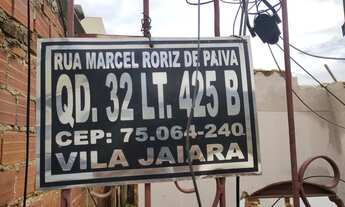 RUA MARCEL RORIZ DE PAIVA
QD. 32 LT. 425 B
CEP: 75.064-240
VILA JAIARA